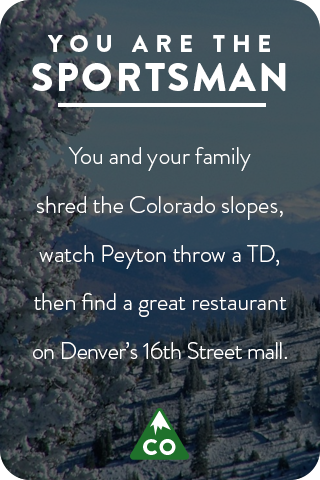 YOU ARE THE
SPORTSMAN
You and your family
shred the Colorado slopes,
watch Peyton throw a TD,
then find a great restaurant
on Denver's 16th Street mall.
CO